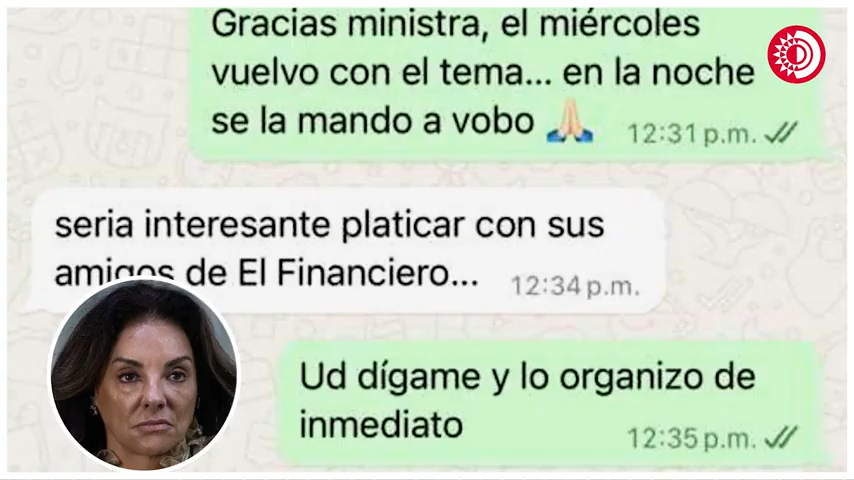 Gracias ministra, el miércoles
vuelvo con el tema... en la noche
se la mando a vobo 🙏
12:31 p.m.
seria interesante platicar con sus
amigos de El Financiero...
12:34 p.m.
Ud dígame y lo organizo de
inmediato
12:35 p.m.